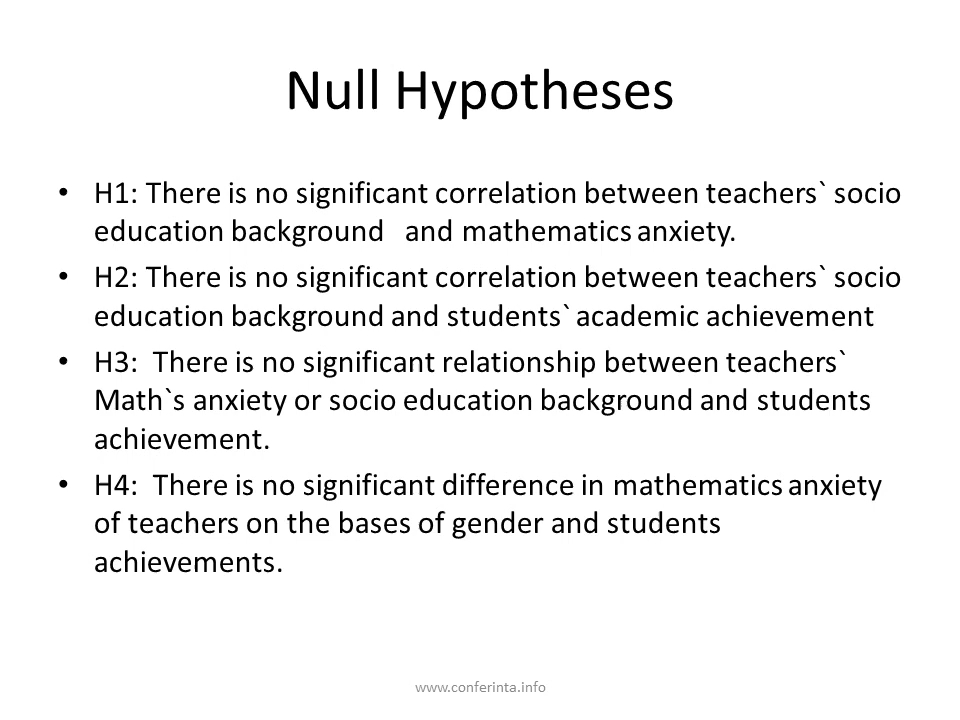 Null Hypotheses
• H1: There is no significant correlation between teachers` socio
education background   and mathematics anxiety.
• H2: There is no significant correlation between teachers` socio
education background and students` academic achievement
• H3:  There is no significant relationship between teachers`
Math`s anxiety or socio education background and students
achievement.
• H4:  There is no significant difference in mathematics anxiety
of teachers on the bases of gender and students
achievements.
www.conferinta.info